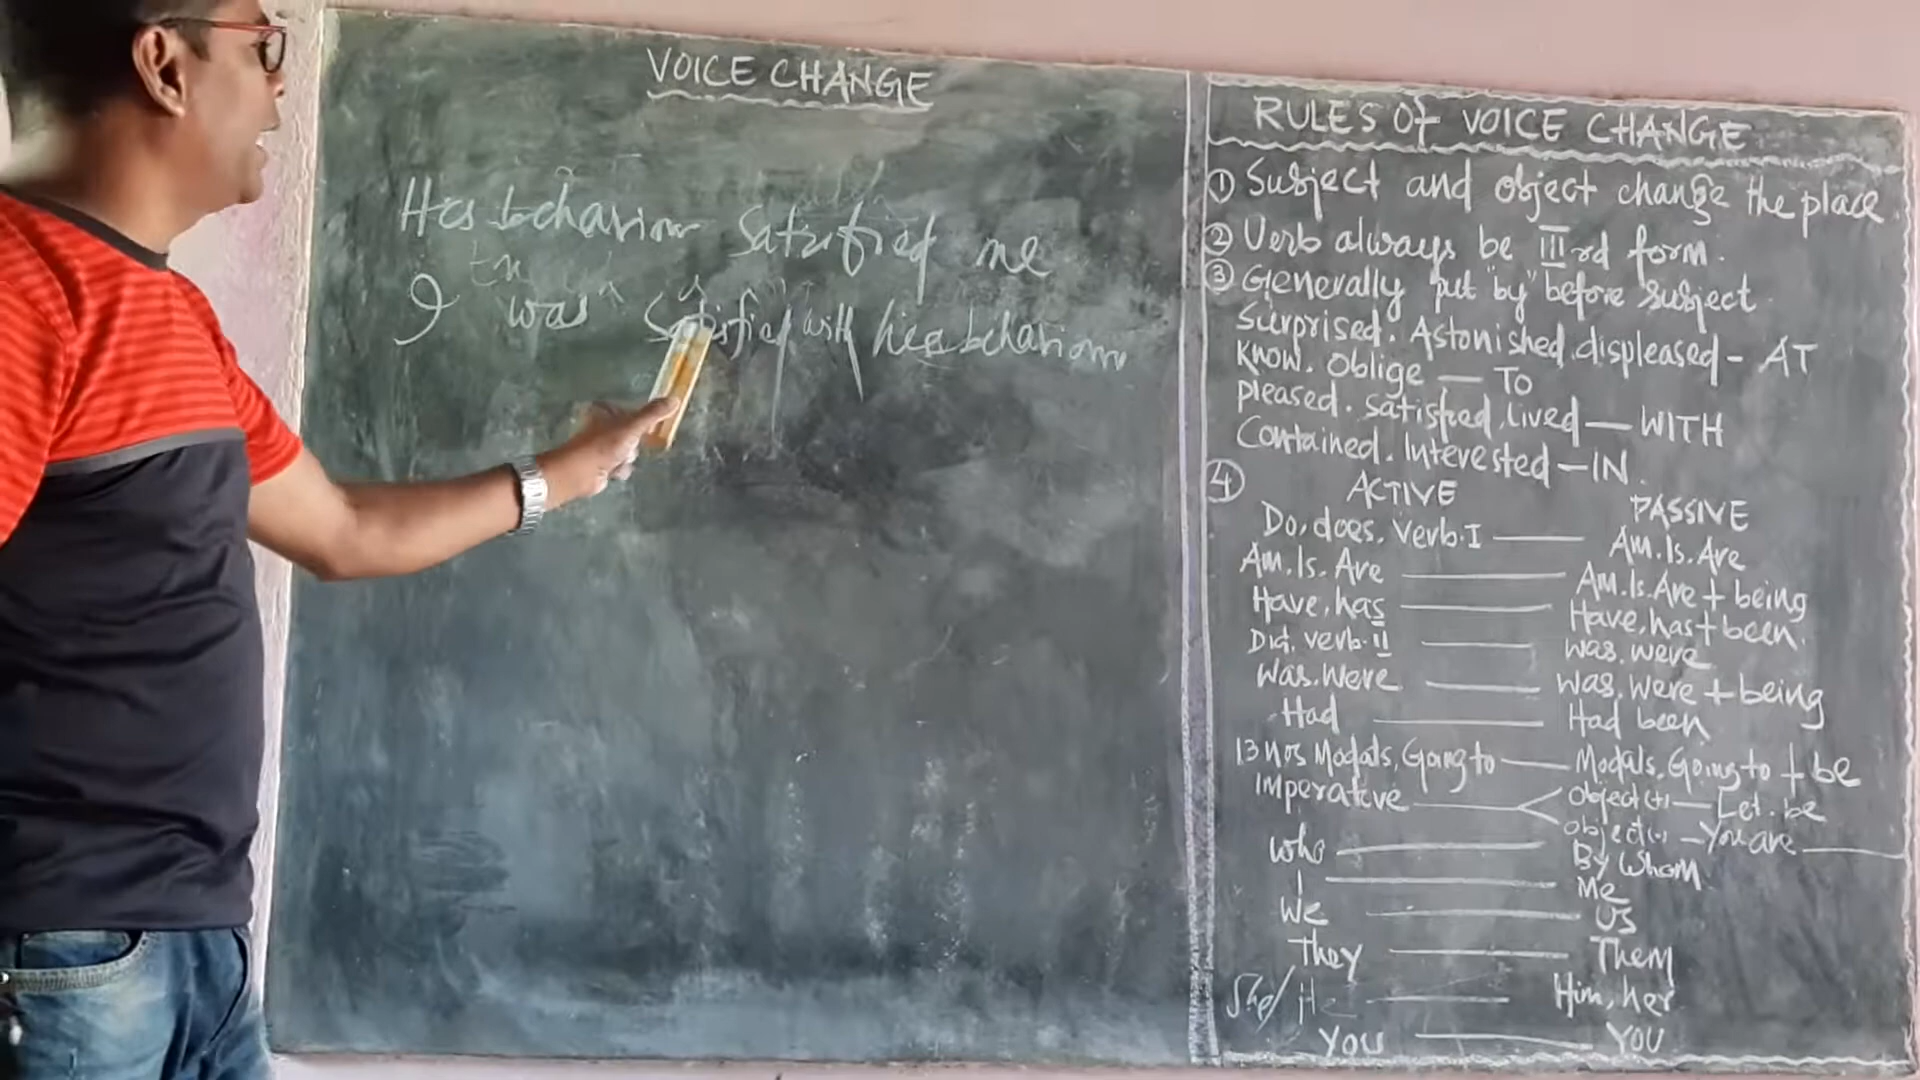 VOICE CHANGE
His behaviour Satisfied me
I was Satisfied with his behaviour
RULES Of VOICE CHANGE
① Subject and object change the place.
② Verb always be IIIrd form.
③ Generally put "by" before subject.
Surprised. Astonished. displeased - AT
Know. Oblige — TO
pleased. satisfied, lived — WITH
Contained. Interested - IN.
④ ACTIVE PASSIVE
Do, does, verb.I —— Am. Is. Are
Am. Is. Are —— Am. Is. Are + being
Have, has —— Have, has + been.
Did. verb.II —— was. were
Was. were —— was. were + being
Had —— Had been
13 nos Modals, Going to —— Modals, Going to + be
Imperative —— object(+) — Let. be
object(-) — You are ——
Who —— By whom
I —— Me
We —— Us
They —— Them
She/He —— Him, her
YOU —— YOU